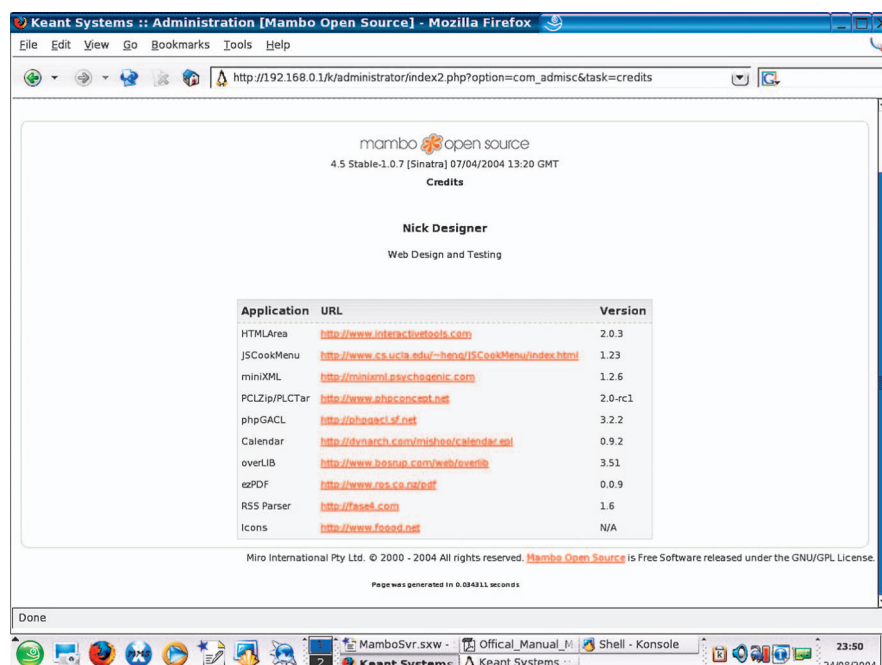 Keant Systems :: Administration [Mambo Open Source] - Mozilla Firefox
File Edit View Go Bookmarks Tools Help
http://192.168.0.1/k/administrator/index2.php?option=com_admisc&task=credits
mambo open source
4.5 Stable-1.0.7 [Sinatra] 07/04/2004 13:20 GMT
Credits
Nick Designer
Web Design and Testing
Application URL Version
HTMLArea http://www.interactivetools.com 2.0.3
JSCookMenu http://www.cs.ucla.edu/~heng/JSCookMenu/index.html 1.23
miniXML http://minixml.psychogenic.com 1.2.6
PCLZip/PLCTar http://www.phpconcept.net 2.0-rc1
phpGACL http://phpgacl.sf.net 3.2.2
Calendar http://dynarch.com/mishoo/calendar.epl 0.9.2
overLIB http://www.bosrup.com/web/overlib 3.51
ezPDF http://www.ros.co.nz/pdf 0.0.9
RSS Parser http://fase4.com 1.6
Icons http://www.foood.net N/A
Miro International Pty Ltd. © 2000 - 2004 All rights reserved. Mambo Open Source is Free Software released under the GNU/GPL License.
Page was generated in 0.034311 seconds
Done
1 MamboSvr.sxw - Offical_Manual_M Shell - Konsole 23:50
2 Keant Systems Keant Systems :: 24/08/2004